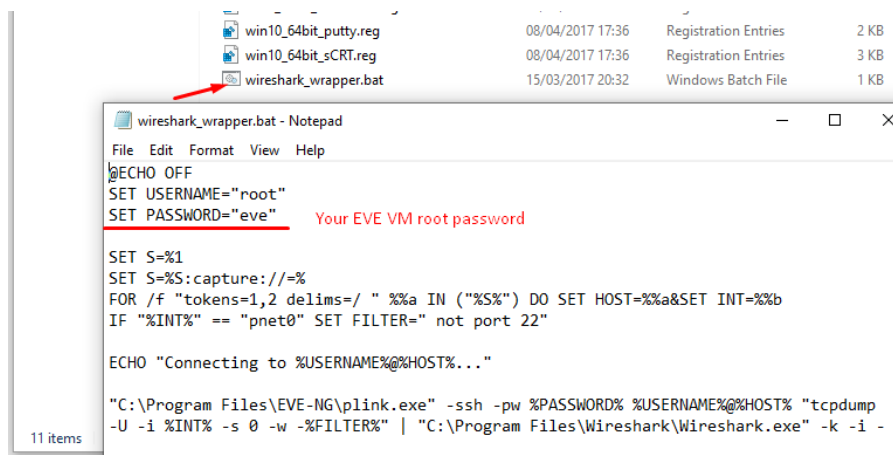 win10_64bit_putty.reg 08/04/2017 17:36 Registration Entries 2 KB
win10_64bit_sCRT.reg 08/04/2017 17:36 Registration Entries 3 KB
wireshark_wrapper.bat 15/03/2017 20:32 Windows Batch File 1 KB
wireshark_wrapper.bat - Notepad
File Edit Format View Help
@ECHO OFF
SET USERNAME="root"
SET PASSWORD="eve" Your EVE VM root password
SET S=%1
SET S=%S:capture://=%
FOR /f "tokens=1,2 delims=/ " %%a IN ("%S%") DO SET HOST=%%a&SET INT=%%b
IF "%INT%" == "pnet0" SET FILTER=" not port 22"
ECHO "Connecting to %USERNAME%@%HOST%..."
"C:\Program Files\EVE-NG\plink.exe" -ssh -pw %PASSWORD% %USERNAME%@%HOST% "tcpdump
-U -i %INT% -s 0 -w -%FILTER%" | "C:\Program Files\Wireshark\Wireshark.exe" -k -i -
11 items